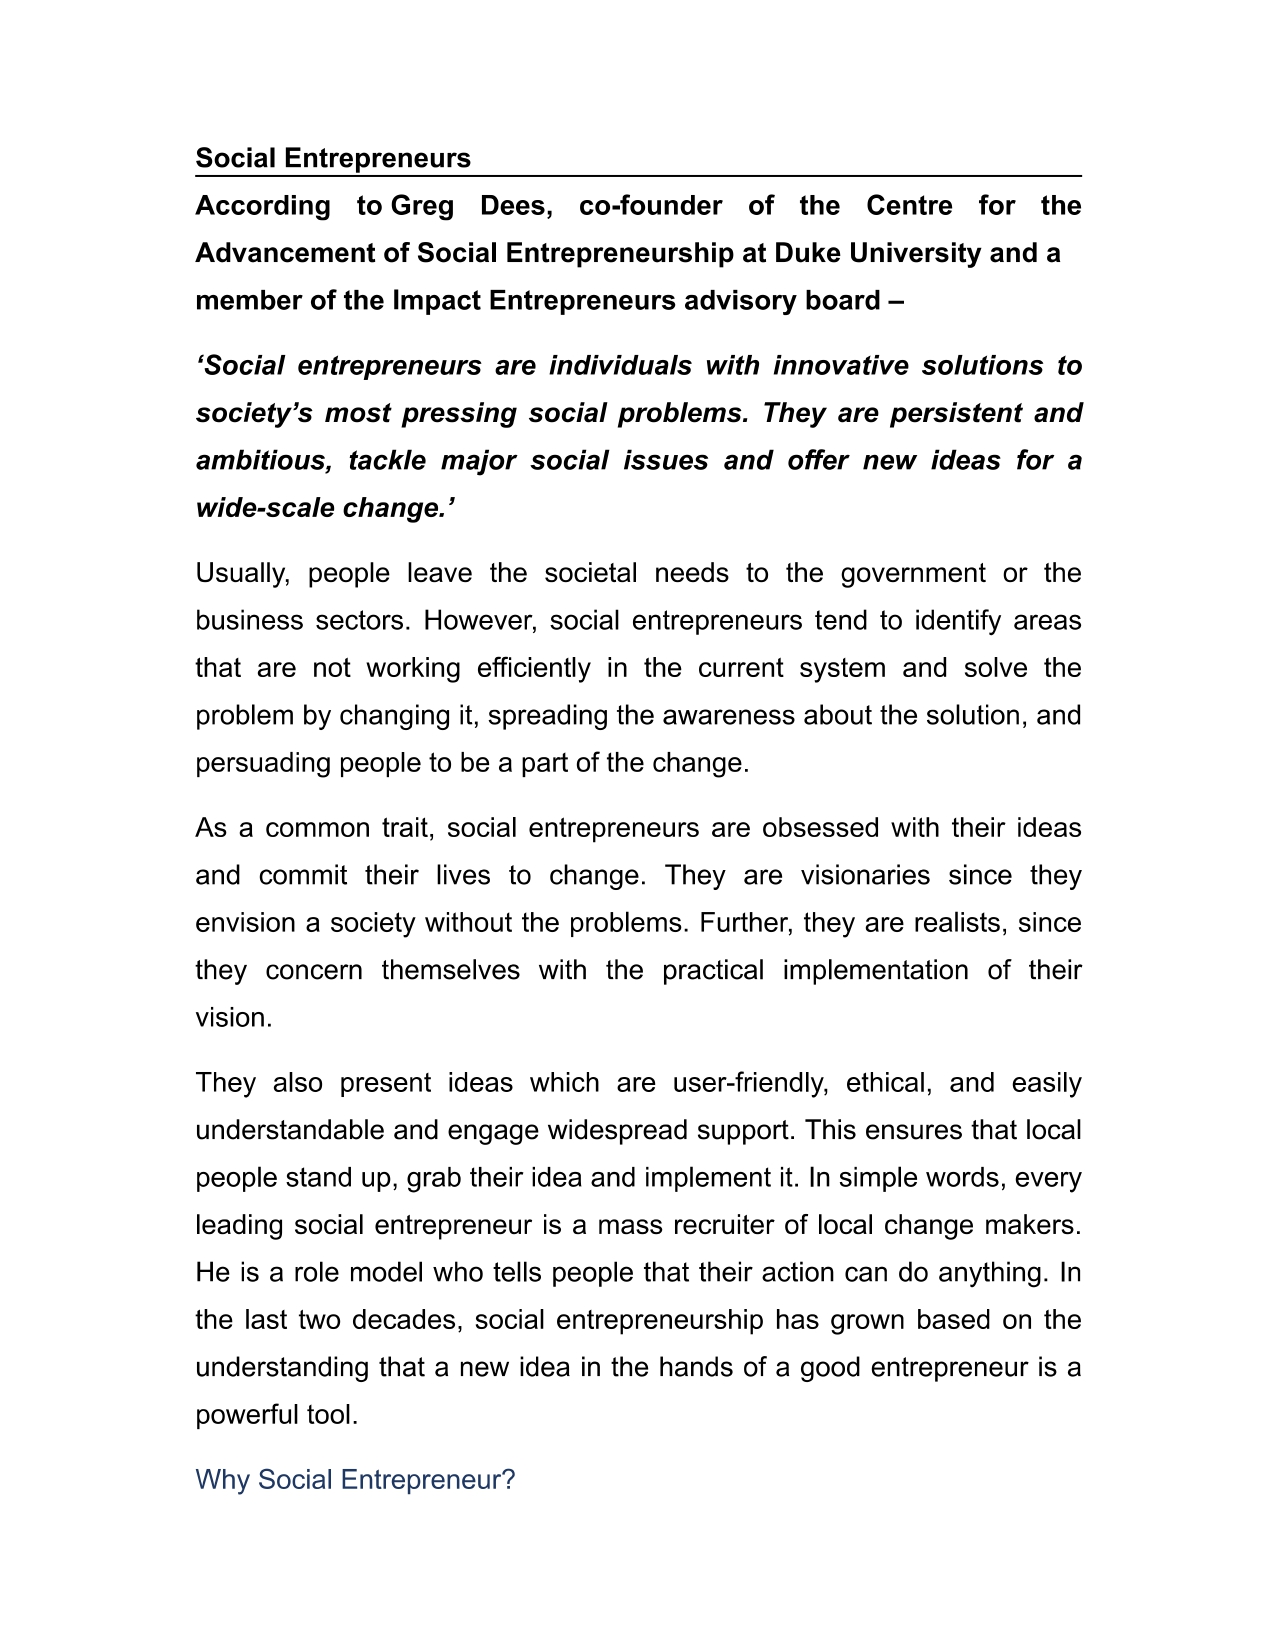 Social Entrepreneurs
According to Greg Dees, co-founder of the Centre for the
Advancement of Social Entrepreneurship at Duke University and a
member of the Impact Entrepreneurs advisory board –
‘Social entrepreneurs are individuals with innovative solutions to
society’s most pressing social problems. They are persistent and
ambitious, tackle major social issues and offer new ideas for a
wide-scale change.’
Usually, people leave the societal needs to the government or the
business sectors. However, social entrepreneurs tend to identify areas
that are not working efficiently in the current system and solve the
problem by changing it, spreading the awareness about the solution, and
persuading people to be a part of the change.
As a common trait, social entrepreneurs are obsessed with their ideas
and commit their lives to change. They are visionaries since they
envision a society without the problems. Further, they are realists, since
they concern themselves with the practical implementation of their
vision.
They also present ideas which are user-friendly, ethical, and easily
understandable and engage widespread support. This ensures that local
people stand up, grab their idea and implement it. In simple words, every
leading social entrepreneur is a mass recruiter of local change makers.
He is a role model who tells people that their action can do anything. In
the last two decades, social entrepreneurship has grown based on the
understanding that a new idea in the hands of a good entrepreneur is a
powerful tool.
Why Social Entrepreneur?